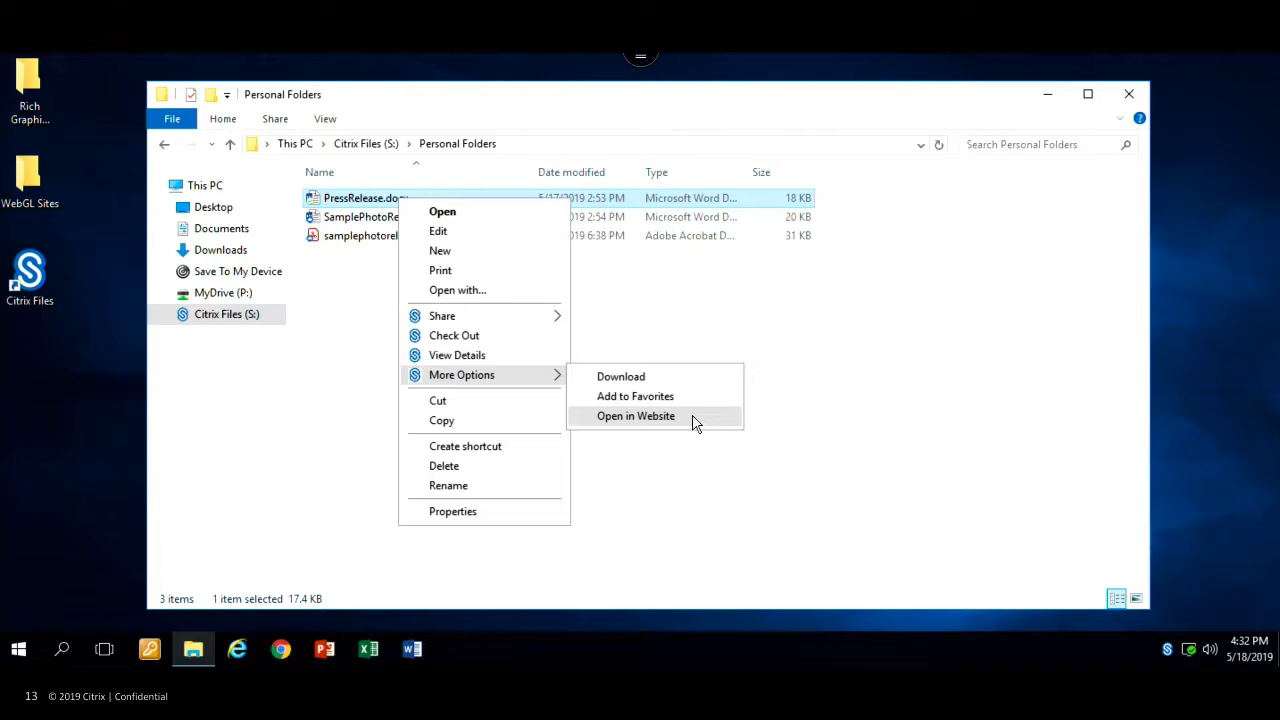 Rich
Graphi...
WebGL Sites
Citrix Files
Personal Folders
File Home Share View
This PC Citrix Files (S:) Personal Folders
Search Personal Folders
This PC
Desktop
Documents
Downloads
Save To My Device
MyDrive (P:)
Citrix Files (S:)
Name Date modified Type Size
PressRelease.docx 5/17/2019 2:53 PM Microsoft Word D... 18 KB
SamplePhotoRe 2:54 PM Microsoft Word D... 20 KB
samplephotorel 6:38 PM Adobe Acrobat D... 31 KB
Open
Edit
New
Print
Open with...
Share
Check Out
View Details
More Options
Cut
Copy
Create shortcut
Delete
Rename
Properties
Download
Add to Favorites
Open in Website
3 items 1 item selected 17.4 KB
4:32 PM
5/18/2019
13 © 2019 Citrix | Confidential